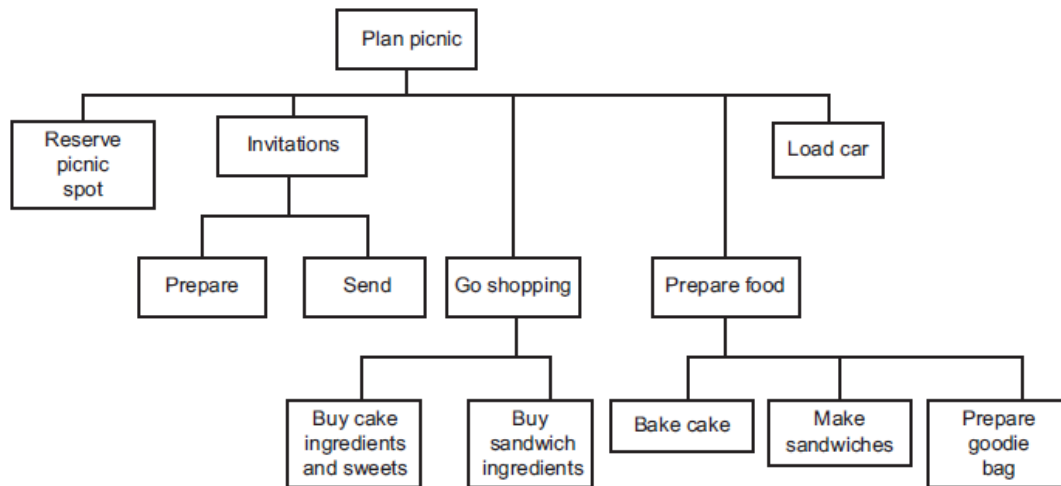 Plan picnic
Reserve
picnic
spot
Invitations
Load car
Prepare
Send
Go shopping
Prepare food
Buy cake
ingredients
and sweets
Buy
sandwich
ingredients
Bake cake
Make
sandwiches
Prepare
goodie
bag